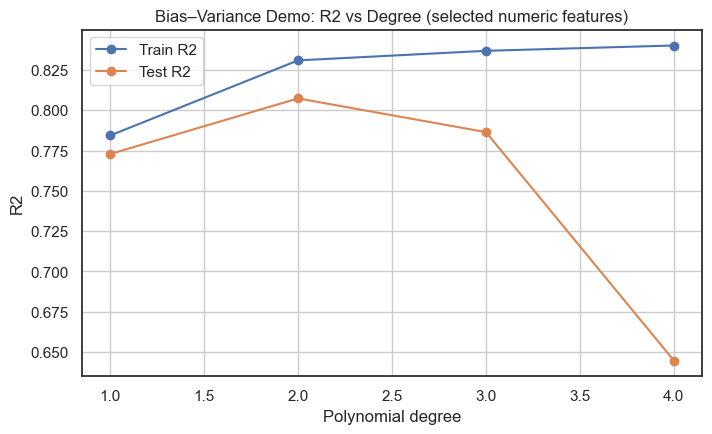 Bias–Variance Demo: R2 vs Degree (selected numeric features)
Train R2
Test R2
R2
0.825
0.800
0.775
0.750
0.725
0.700
0.675
0.650
1.0 1.5 2.0 2.5 3.0 3.5 4.0
Polynomial degree